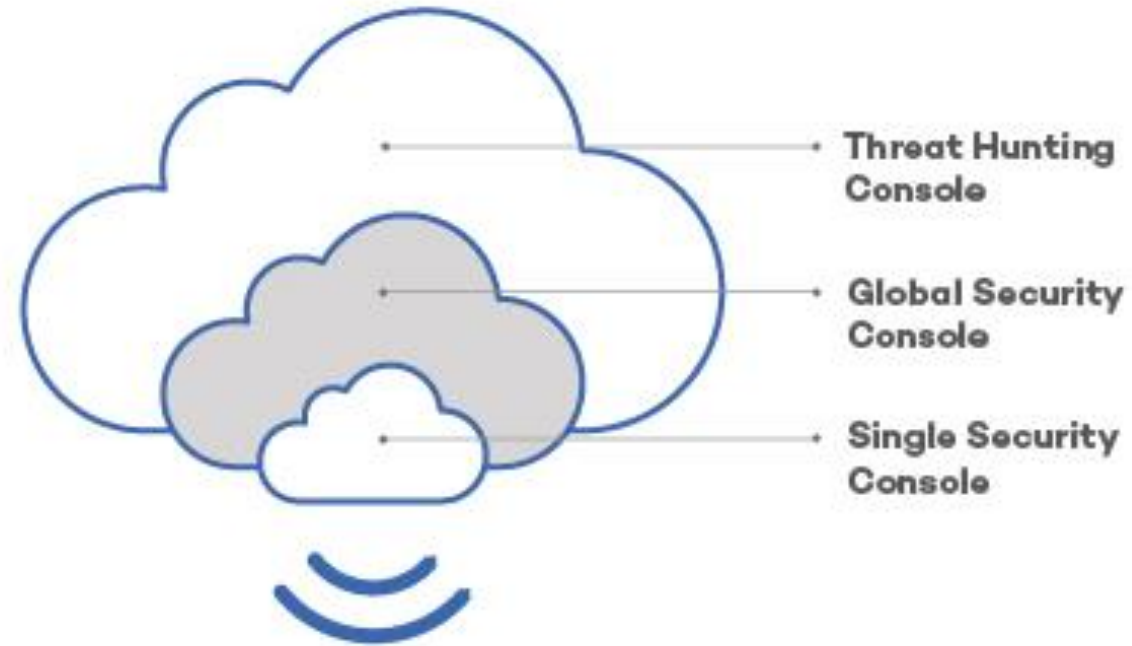 Threat Hunting
Console
Global Security
Console
Single Security
Console